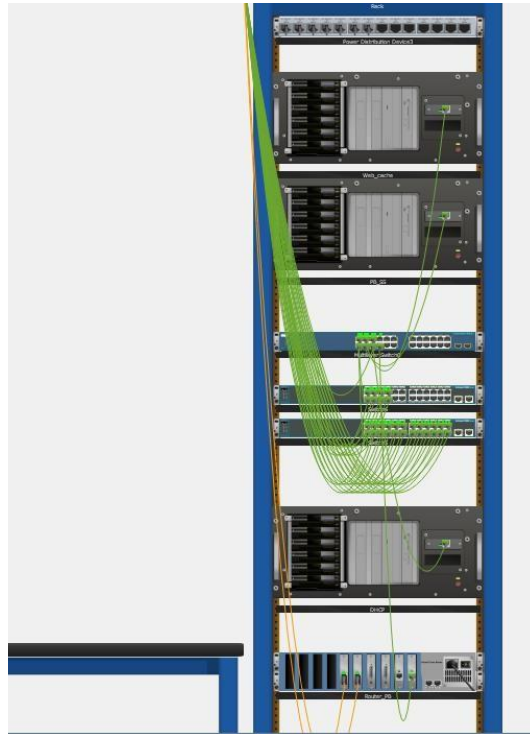 Rack
Power Distribution Device3
Web_cache
PB_SS
Multilayer Switch0
DHCP
Router_PB